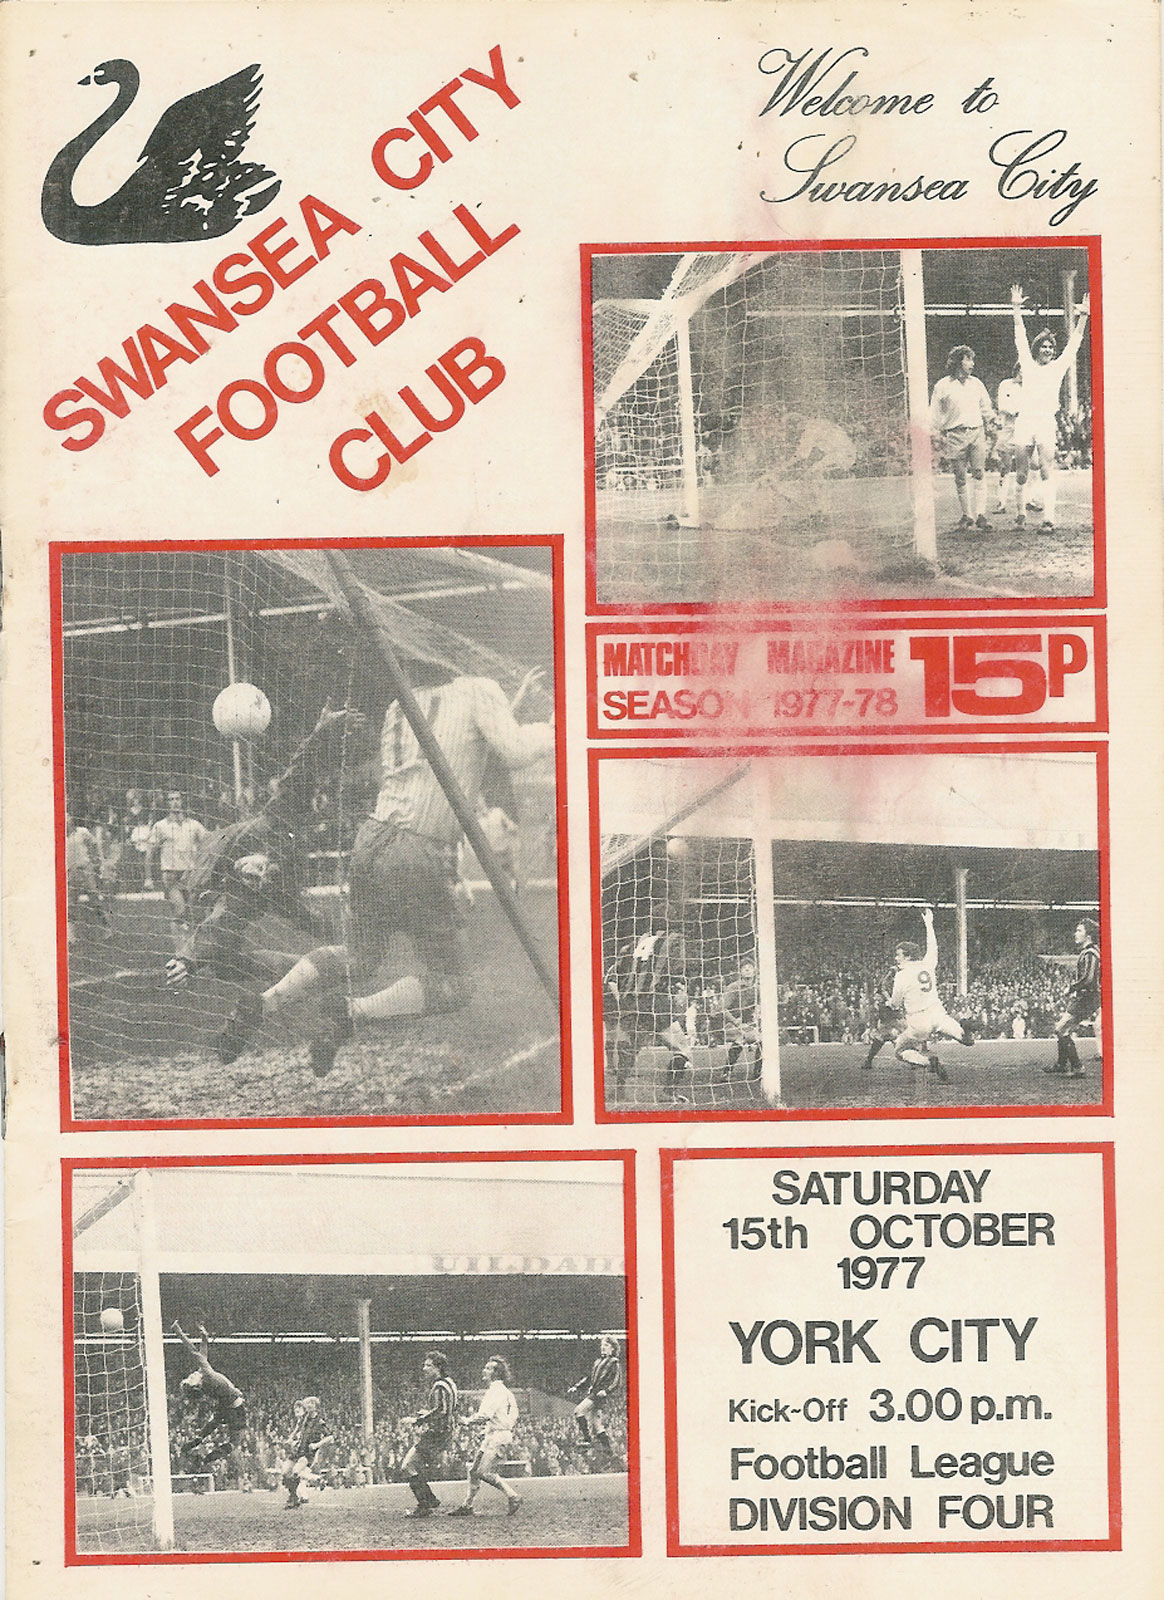 SWANSEA CITY
FOOTBALL
CLUB
Welcome to
Swansea City
MATCHDAY MAGAZINE
SEASON 1977-78
15P
9
SATURDAY
15th OCTOBER
1977
YORK CITY
Kick-Off 3.00 p.m.
Football League
DIVISION FOUR